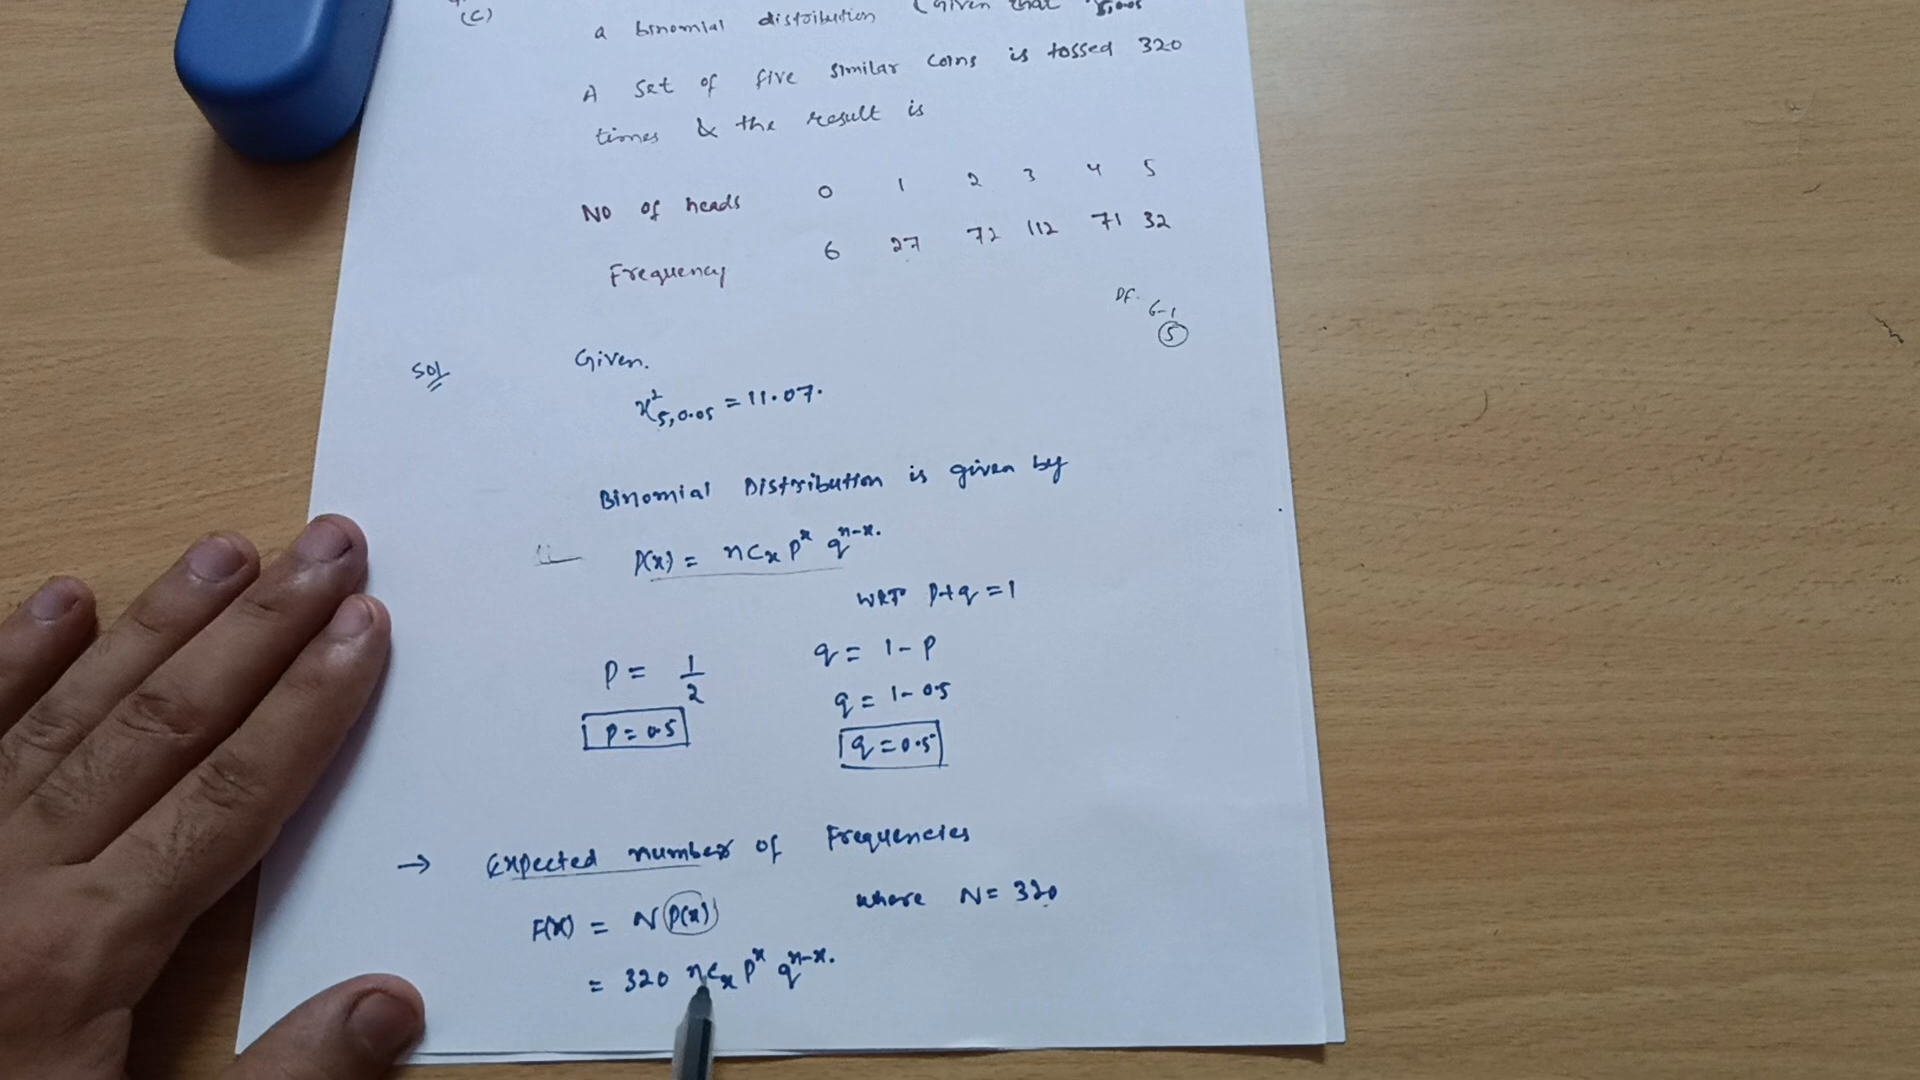 (c)
a binomial distribution (Given that
A set of five similar coins is tossed 320
times & the result is
No of heads 0 1 2 3 4 5
Frequency 6 27 72 112 71 32
DF. 6-1
5
Sol
Given.
x²5,0.05 = 11.07.
Binomial Distribution is given by
P(x) = nCx p^x q^n-x.
WKT P+q = 1
P = 1/2 q = 1-P
q = 1-0.5
P = 0.5 q = 0.5
→ Expected number of Frequencies
F(x) = N P(x) where N = 320
= 320 nCx p^x q^n-x.